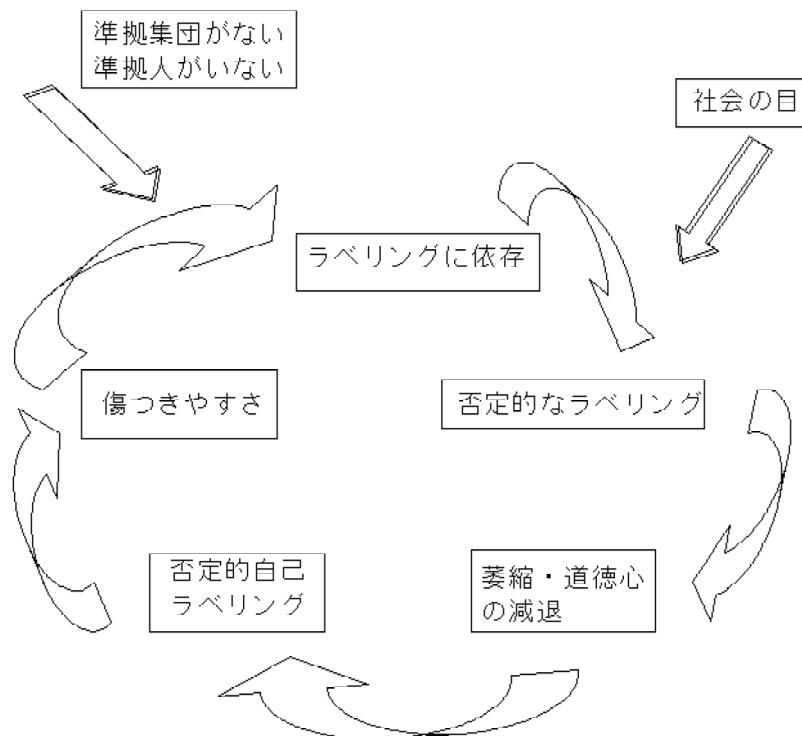 準拠集団がない
準拠人がいない
社会の目
ラベリングに依存
傷つきやすさ
否定的なラベリング
否定的自己
ラベリング
萎縮・道徳心
の減退